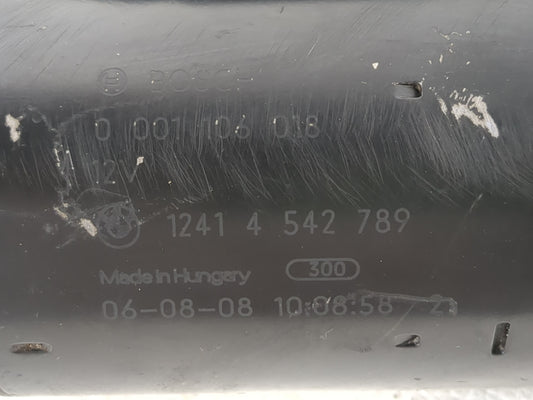 BOSCH
0 001 106 018
12V
1241 4 542 789
Made in Hungary 300
06-08-08 10:08:58 21